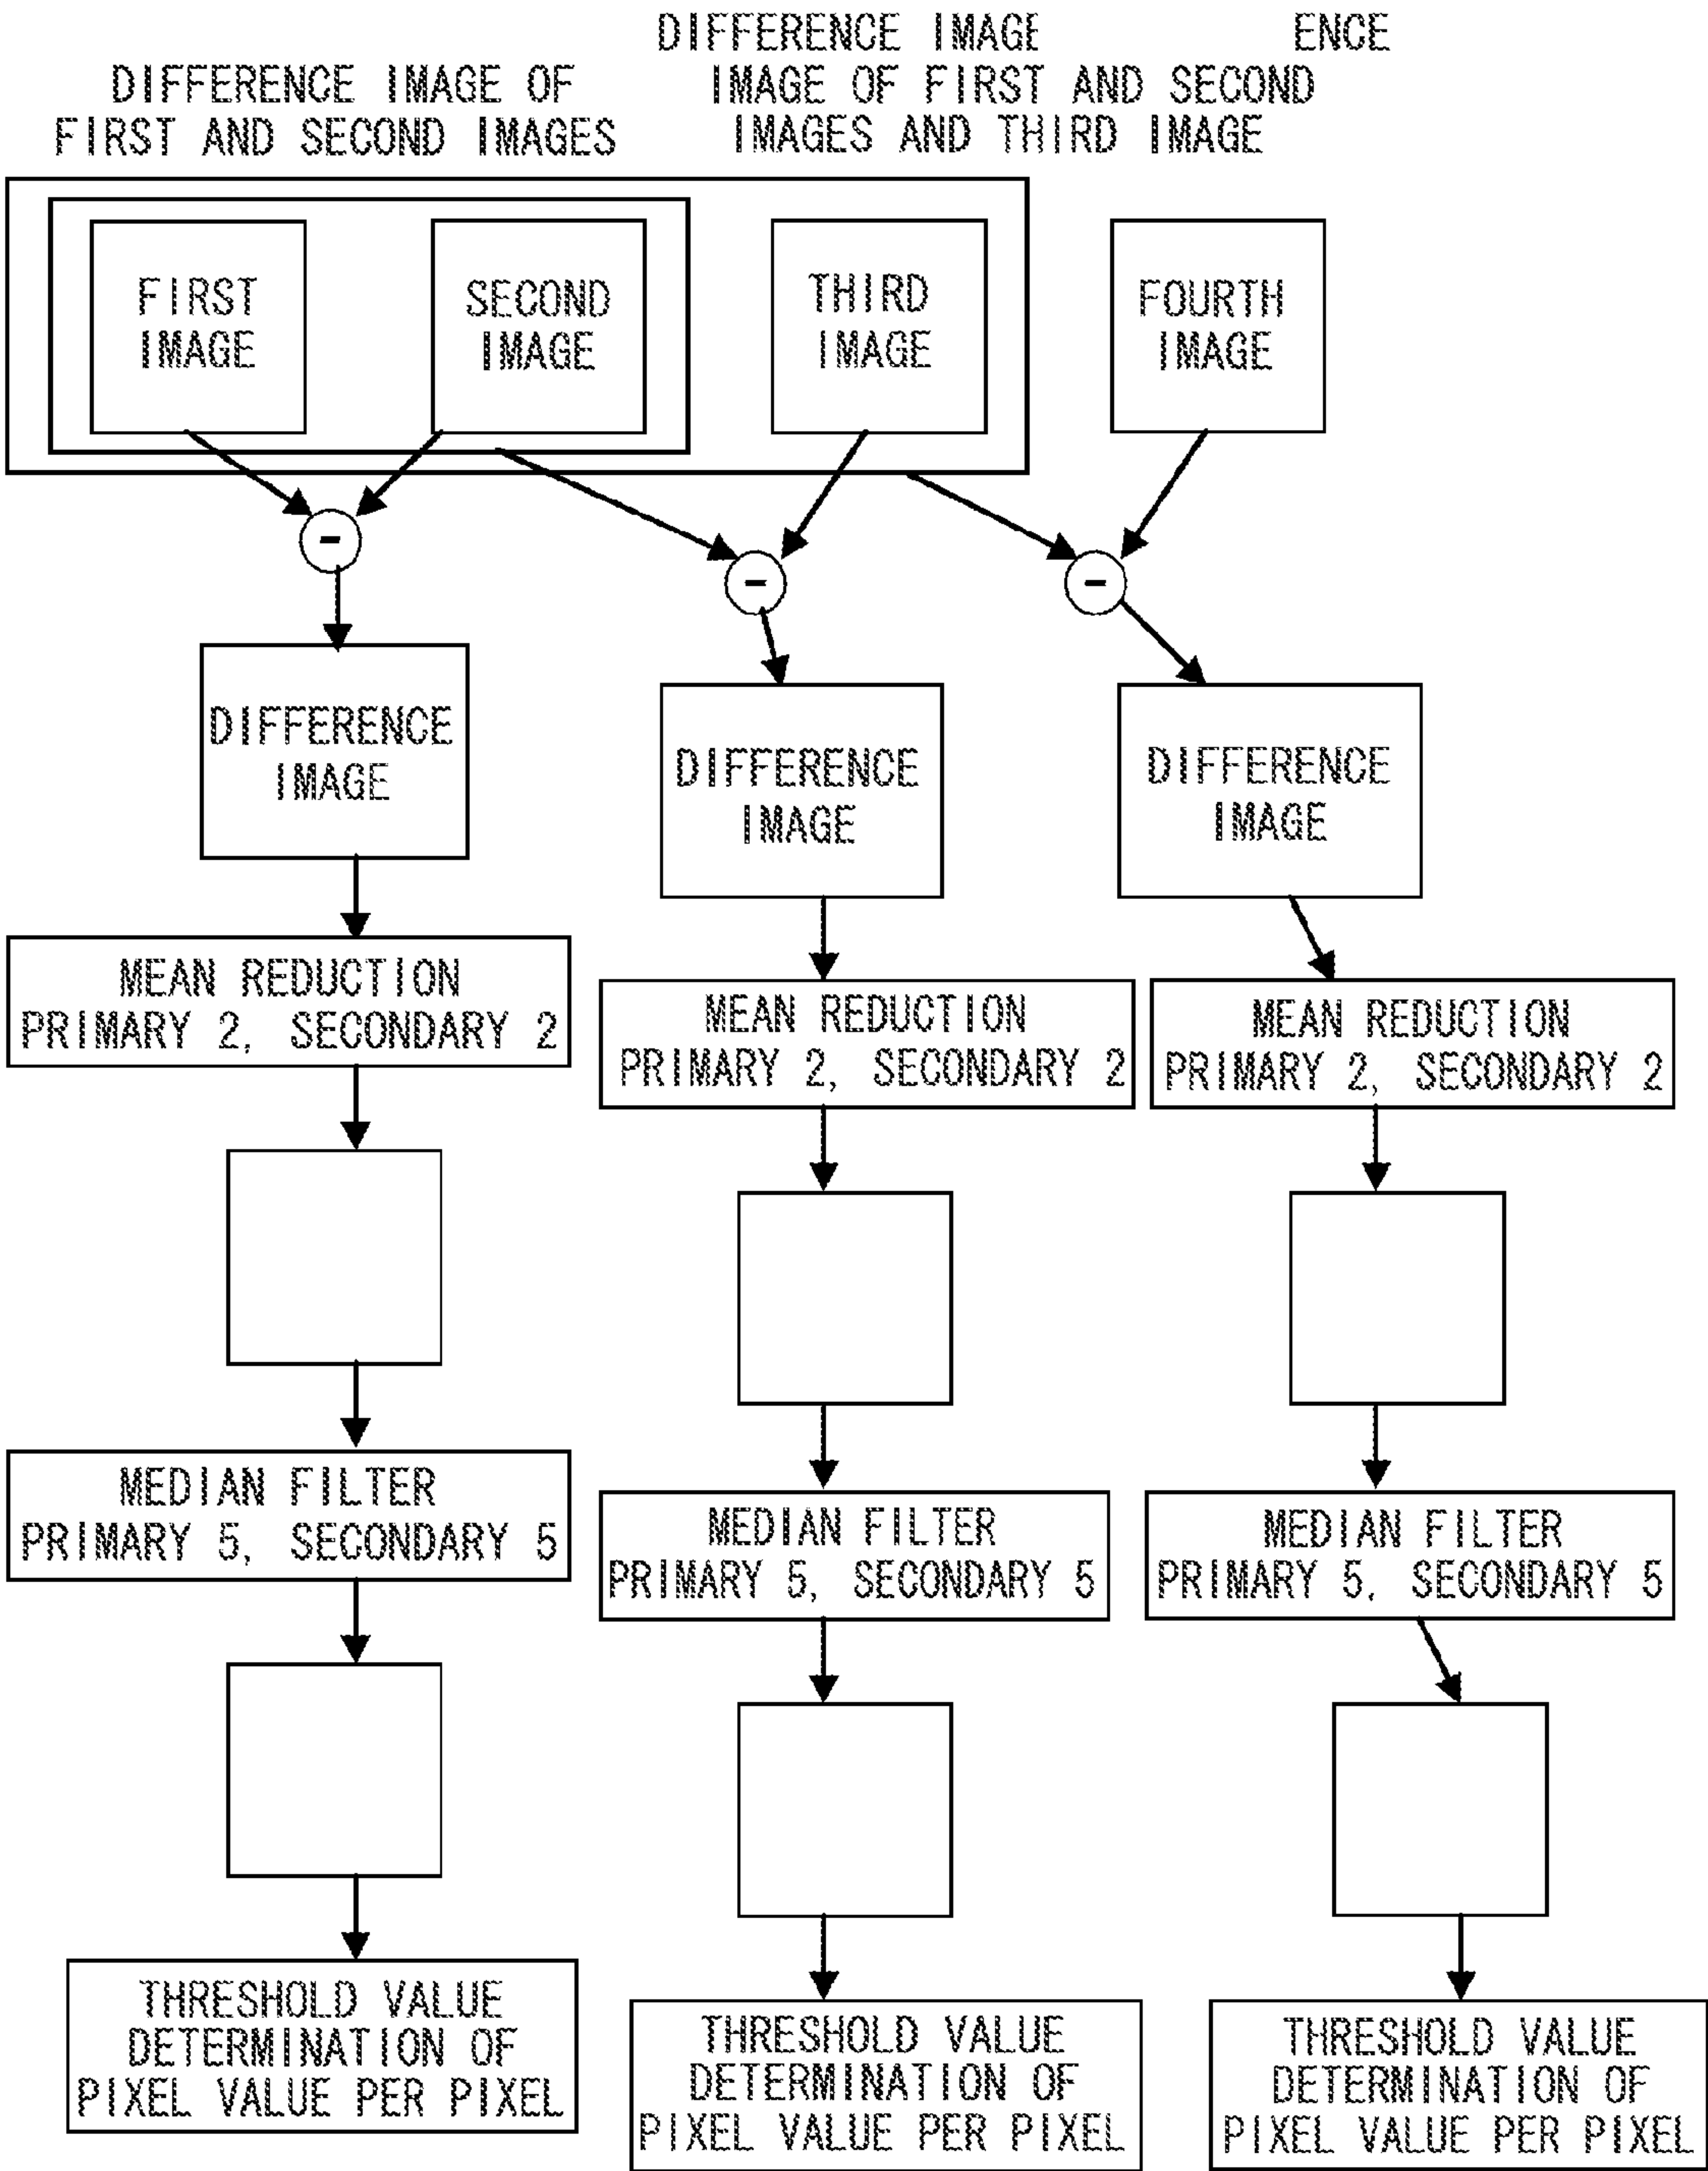 DIFFERENCE IMAGE OF
FIRST AND SECOND IMAGES
DIFFERENCE IMAGE ENCE
IMAGE OF FIRST AND SECOND
IMAGES AND THIRD IMAGE
FIRST
IMAGE
SECOND
IMAGE
THIRD
IMAGE
FOURTH
IMAGE
-
-
-
DIFFERENCE
IMAGE
DIFFERENCE
IMAGE
DIFFERENCE
IMAGE
MEAN REDUCTION
PRIMARY 2, SECONDARY 2
MEAN REDUCTION
PRIMARY 2, SECONDARY 2
MEAN REDUCTION
PRIMARY 2, SECONDARY 2
MEDIAN FILTER
PRIMARY 5, SECONDARY 5
MEDIAN FILTER
PRIMARY 5, SECONDARY 5
MEDIAN FILTER
PRIMARY 5, SECONDARY 5
THRESHOLD VALUE
DETERMINATION OF
PIXEL VALUE PER PIXEL
THRESHOLD VALUE
DETERMINATION OF
PIXEL VALUE PER PIXEL
THRESHOLD VALUE
DETERMINATION OF
PIXEL VALUE PER PIXEL